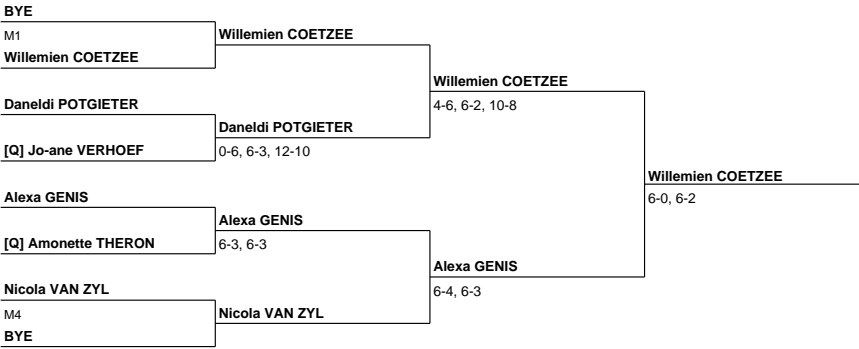 BYE
M1
Willemien COETZEE
Willemien COETZEE
Daneldi POTGIETER
[Q] Jo-ane VERHOEF
Daneldi POTGIETER
0-6, 6-3, 12-10
Willemien COETZEE
4-6, 6-2, 10-8
Alexa GENIS
[Q] Amonette THERON
Alexa GENIS
6-3, 6-3
Nicola VAN ZYL
M4
BYE
Nicola VAN ZYL
Alexa GENIS
6-4, 6-3
Willemien COETZEE
6-0, 6-2